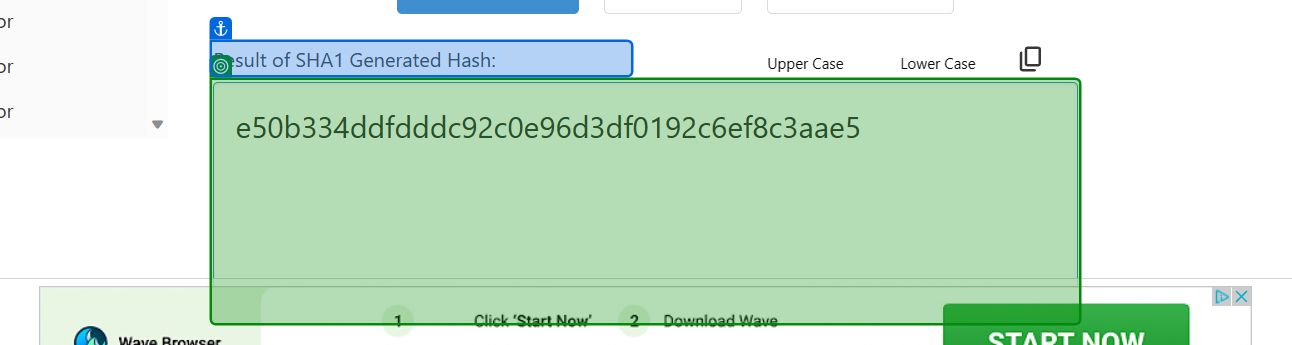 or
Result of SHA1 Generated Hash:
or
Upper Case
Lower Case
or
e50b334ddfdddc92c0e96d3df0192c6ef8c3aae5
1 Click ‘Start Now’ 2 Download Wave
Wave Browser
START NOW